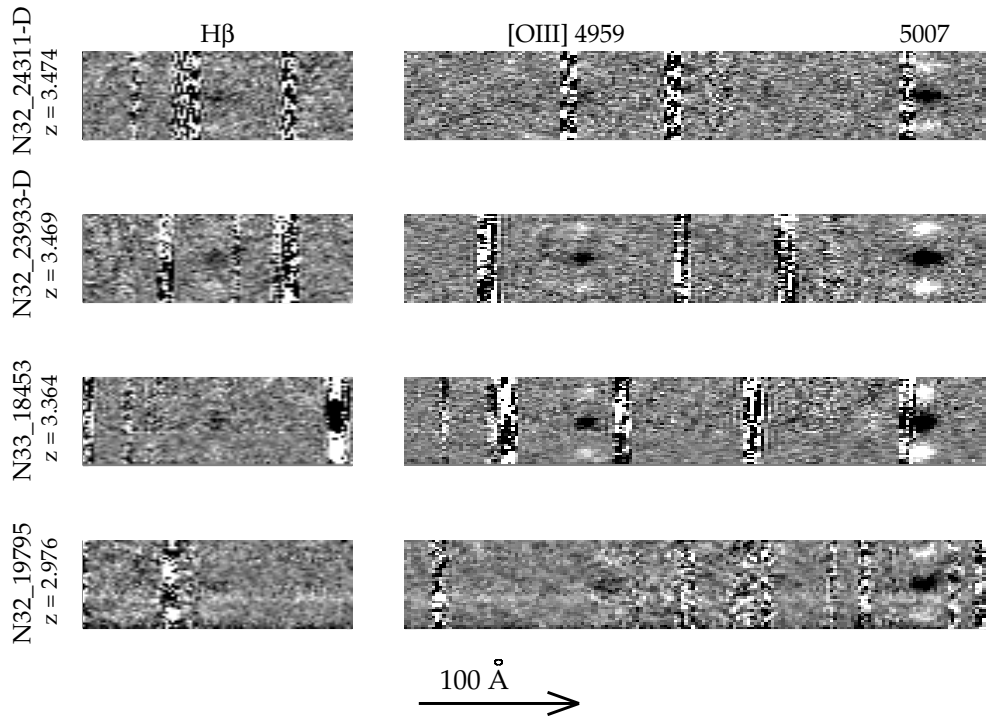 Hβ
[OIII] 4959
5007
N32_24311-D
z = 3.474
N32_23933-D
z = 3.469
N33_18453
z = 3.364
N32_19795
z = 2.976
100 Å